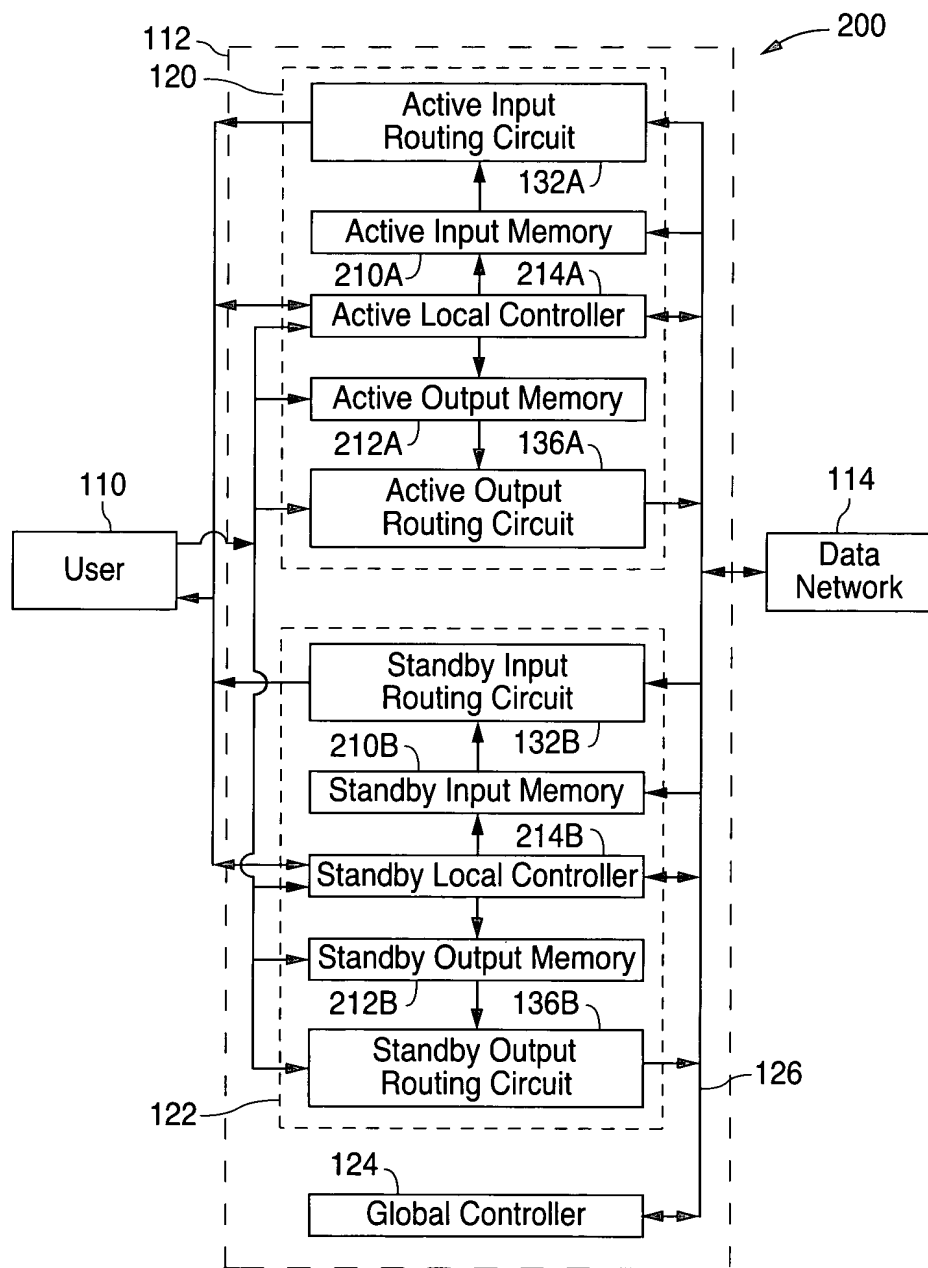 112
200
120
Active Input
Routing Circuit
132A
Active Input Memory
210A
214A
Active Local Controller
Active Output Memory
212A
136A
Active Output
Routing Circuit
110
User
114
Data
Network
Standby Input
Routing Circuit
210B
132B
Standby Input Memory
214B
Standby Local Controller
Standby Output Memory
212B
136B
Standby Output
Routing Circuit
122
126
124
Global Controller